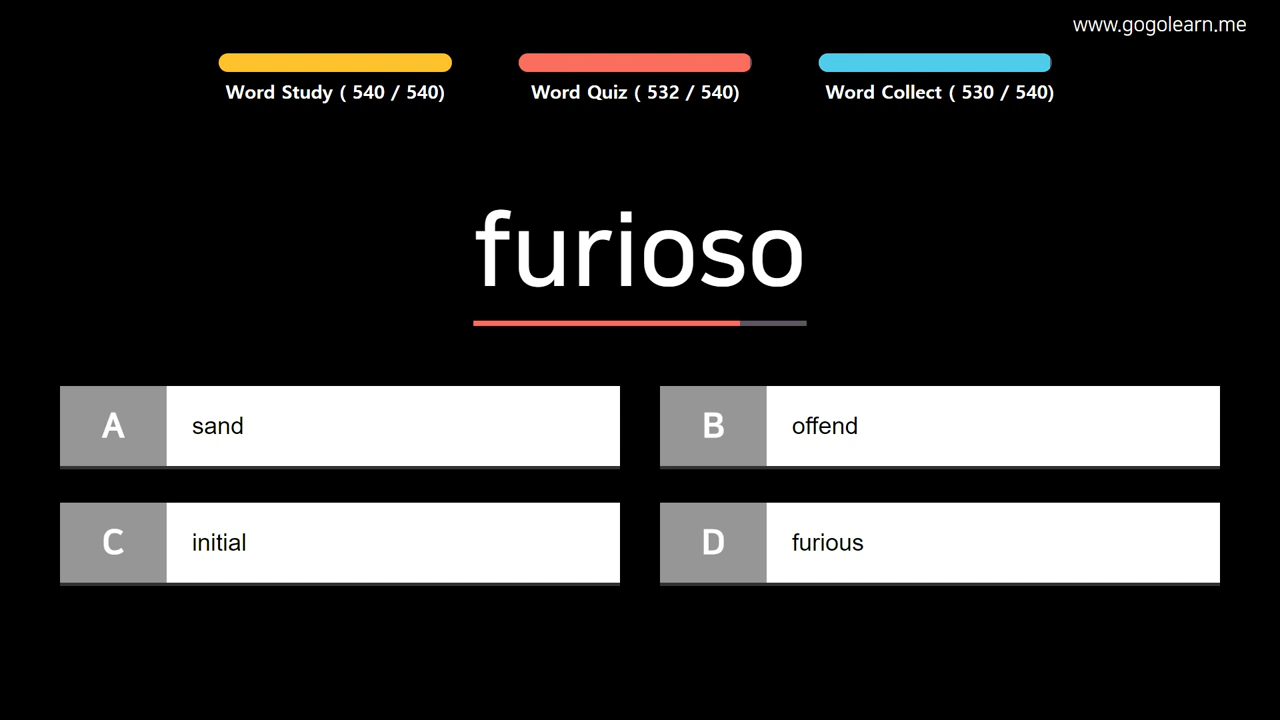 www.gogolearn.me
Word Study ( 540 / 540)
Word Quiz ( 532 / 540)
Word Collect ( 530 / 540)
furioso
A sand
B offend
C initial
D furious